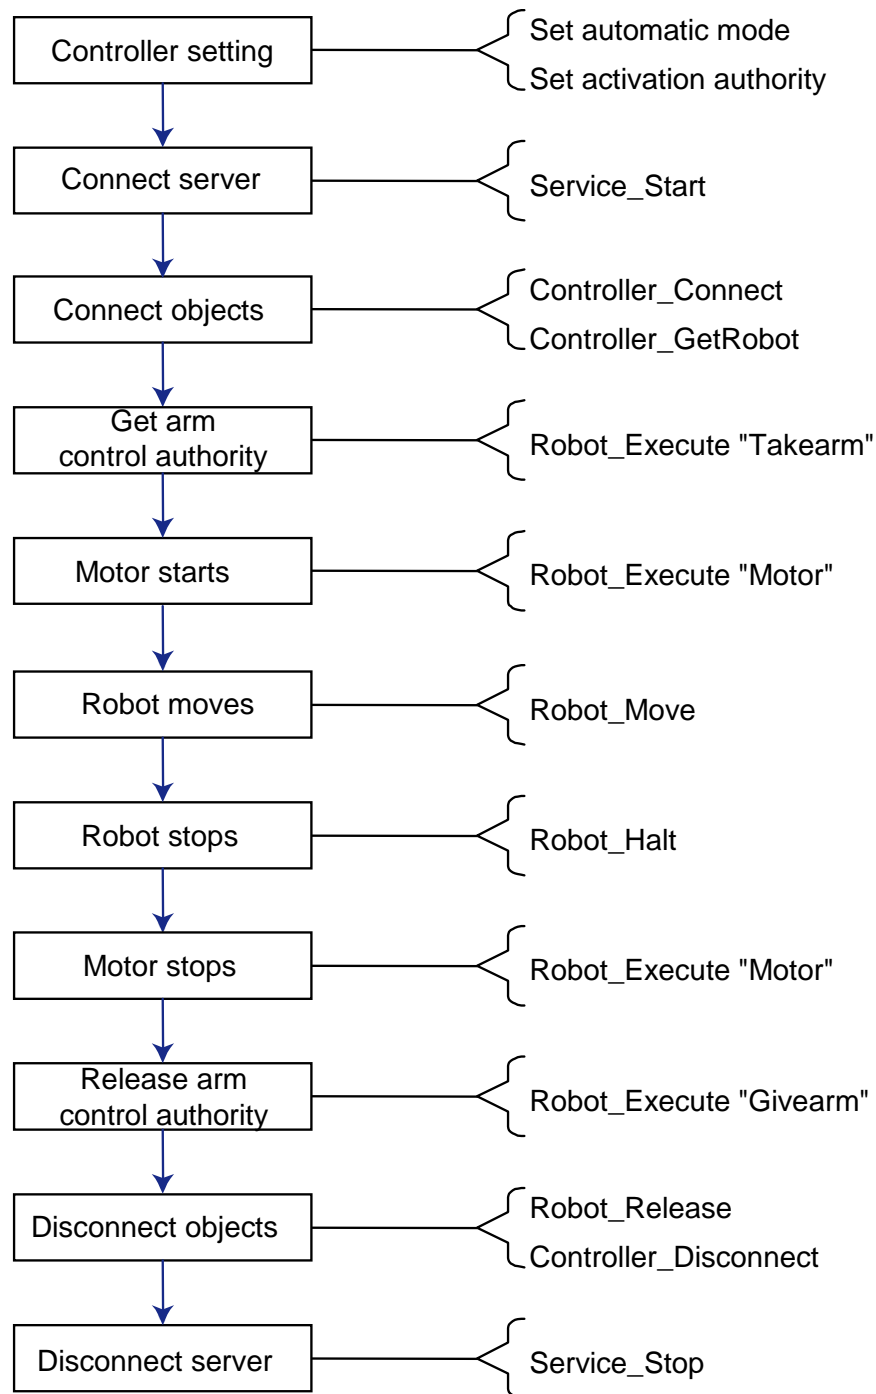 Controller setting
Set automatic mode
Set activation authority
Connect server
Service_Start
Connect objects
Controller_Connect
Controller_GetRobot
Get arm
control authority
Robot_Execute "Takearm"
Motor starts
Robot_Execute "Motor"
Robot moves
Robot_Move
Robot stops
Robot_Halt
Motor stops
Robot_Execute "Motor"
Release arm
control authority
Robot_Execute "Givearm"
Disconnect objects
Robot_Release
Controller_Disconnect
Disconnect server
Service_Stop